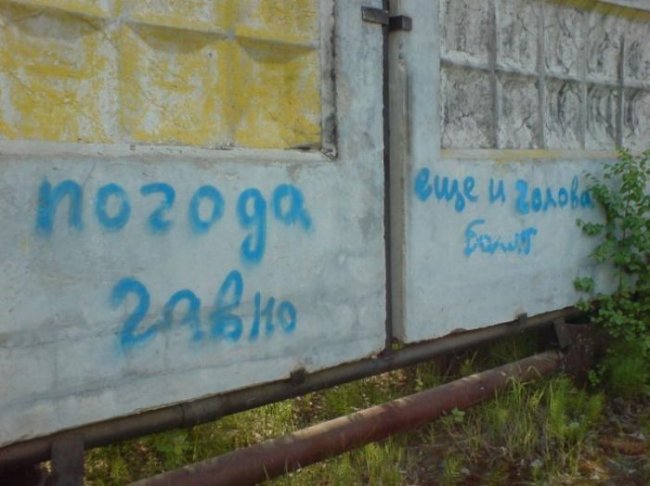 погода
гавно
еще и голова
болит